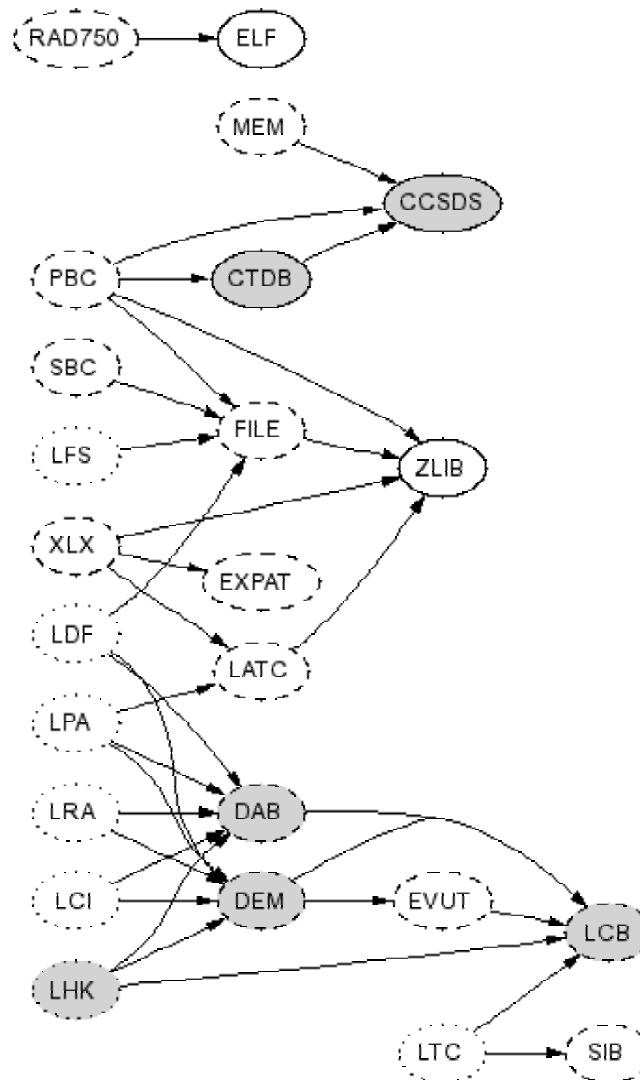 RAD750
ELF
MEM
CCSDS
PBC
CTDB
SBC
FILE
LFS
ZLIB
XLX
EXPAT
LDF
LATC
LPA
LRA
DAB
LCI
DEM
EVUT
LCB
LHK
LTC
SIB